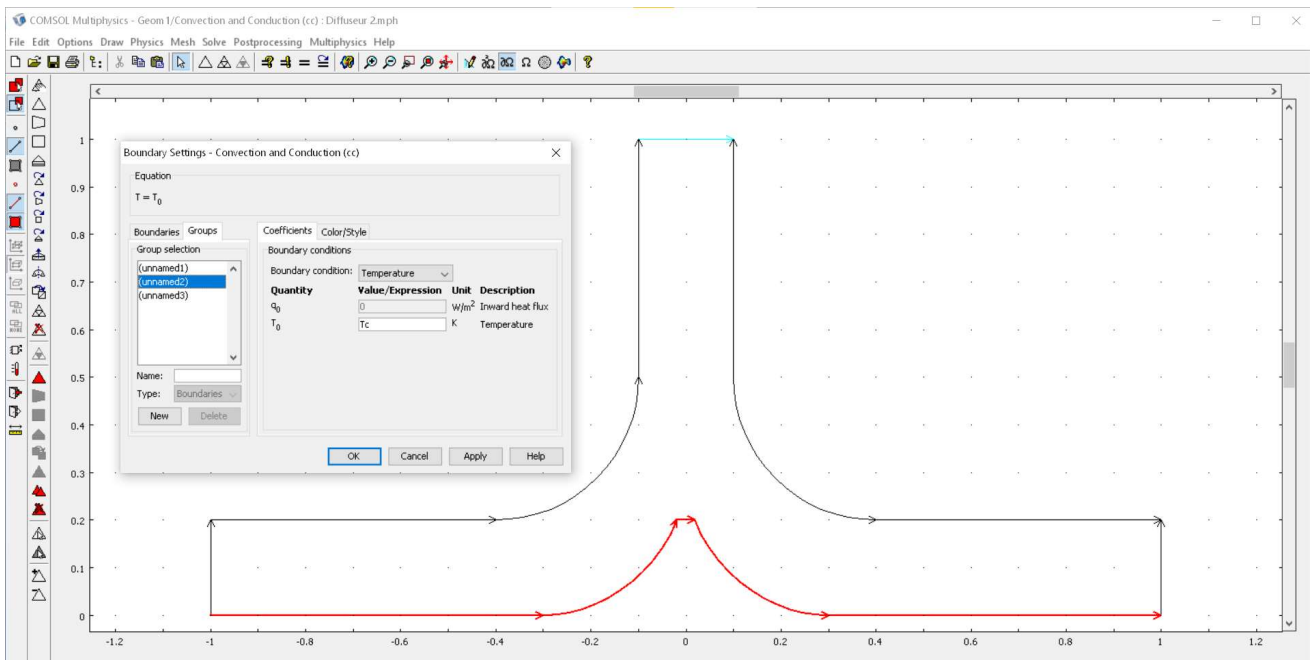 COMSOL Multiphysics - Geom 1/Convection and Conduction (cc) : Diffuseur 2.mph
File Edit Options Draw Physics Mesh Solve Postprocessing Multiphysics Help
Boundary Settings - Convection and Conduction (cc)
Equation
T = T0
Boundaries Groups
Group selection
(unnamed1)
(unnamed2)
(unnamed3)
Name:
Type: Boundaries
New Delete
Coefficients Color/Style
Boundary conditions
Boundary condition: Temperature
Quantity Value/Expression Unit Description
q0 0 W/m2 Inward heat flux
T0 Tc K Temperature
OK Cancel Apply Help
1
0.9
0.8
0.7
0.6
0.5
0.4
0.3
0.2
0.1
0
-1.2 -1 -0.8 -0.6 -0.4 -0.2 0 0.2 0.4 0.6 0.8 1 1.2